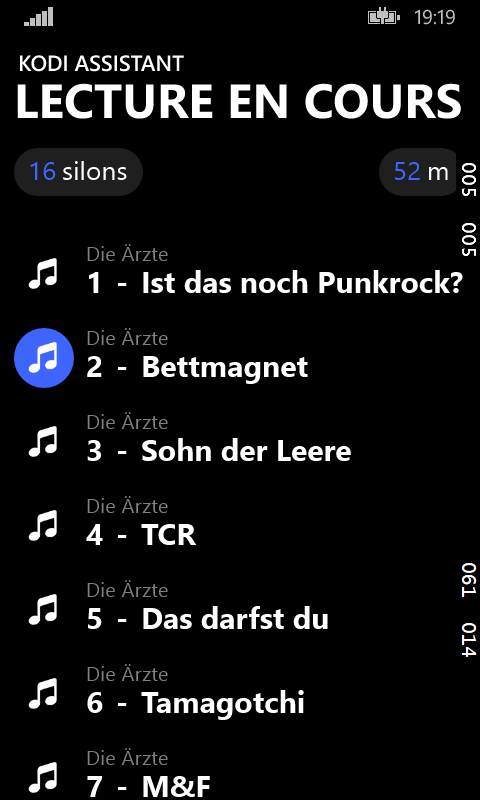 19:19
KODI ASSISTANT
LECTURE EN COURS
16 silons
52 m
005
005
Die Ärzte
1 - Ist das noch Punkrock?
Die Ärzte
2 - Bettmagnet
Die Ärzte
3 - Sohn der Leere
Die Ärzte
4 - TCR
Die Ärzte
5 - Das darfst du
061
014
Die Ärzte
6 - Tamagotchi
Die Ärzte
7 - M&F